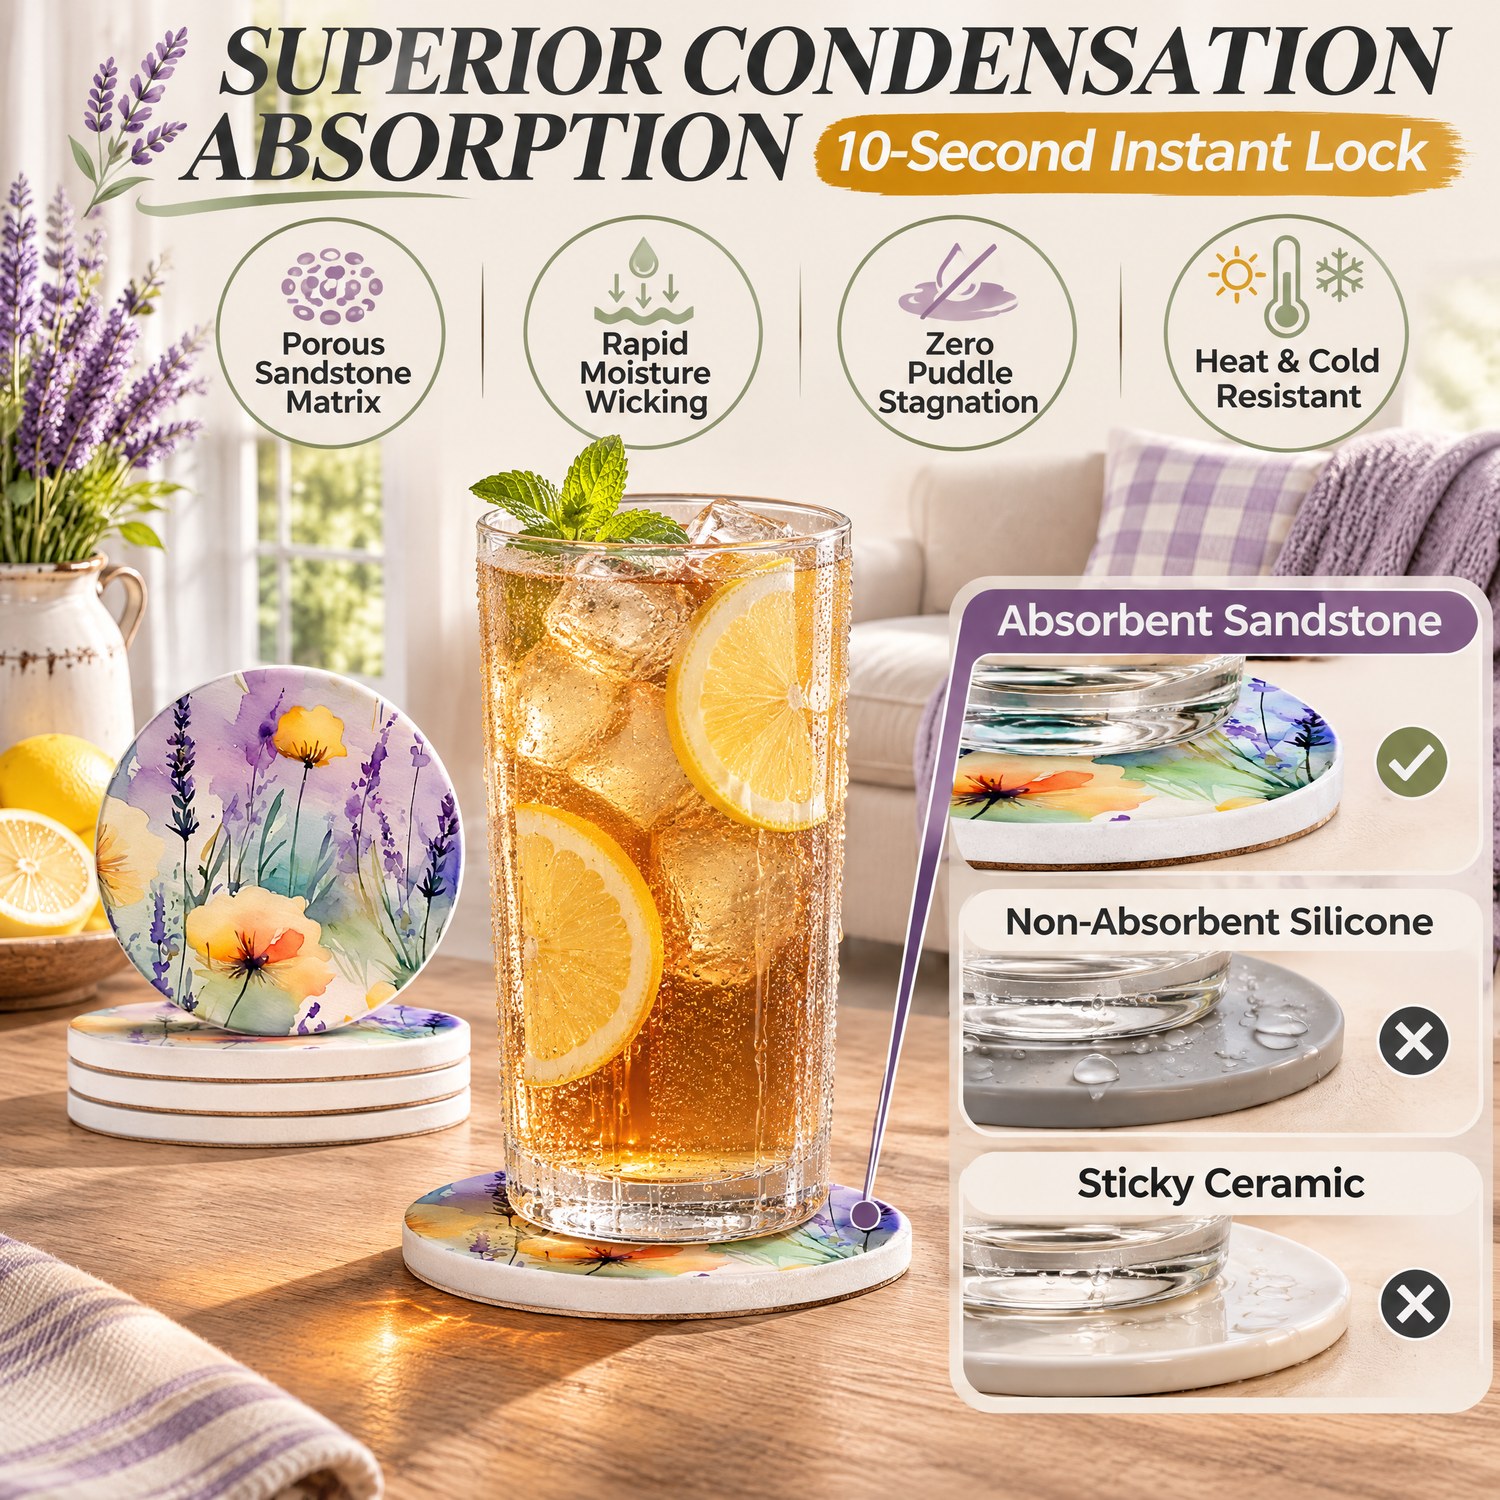 SUPERIOR CONDENSATION
ABSORPTION
10-Second Instant Lock
Porous
Sandstone
Matrix
Rapid
Moisture
Wicking
Zero
Puddle
Stagnation
Heat & Cold
Resistant
Absorbent Sandstone
Non-Absorbent Silicone
Sticky Ceramic